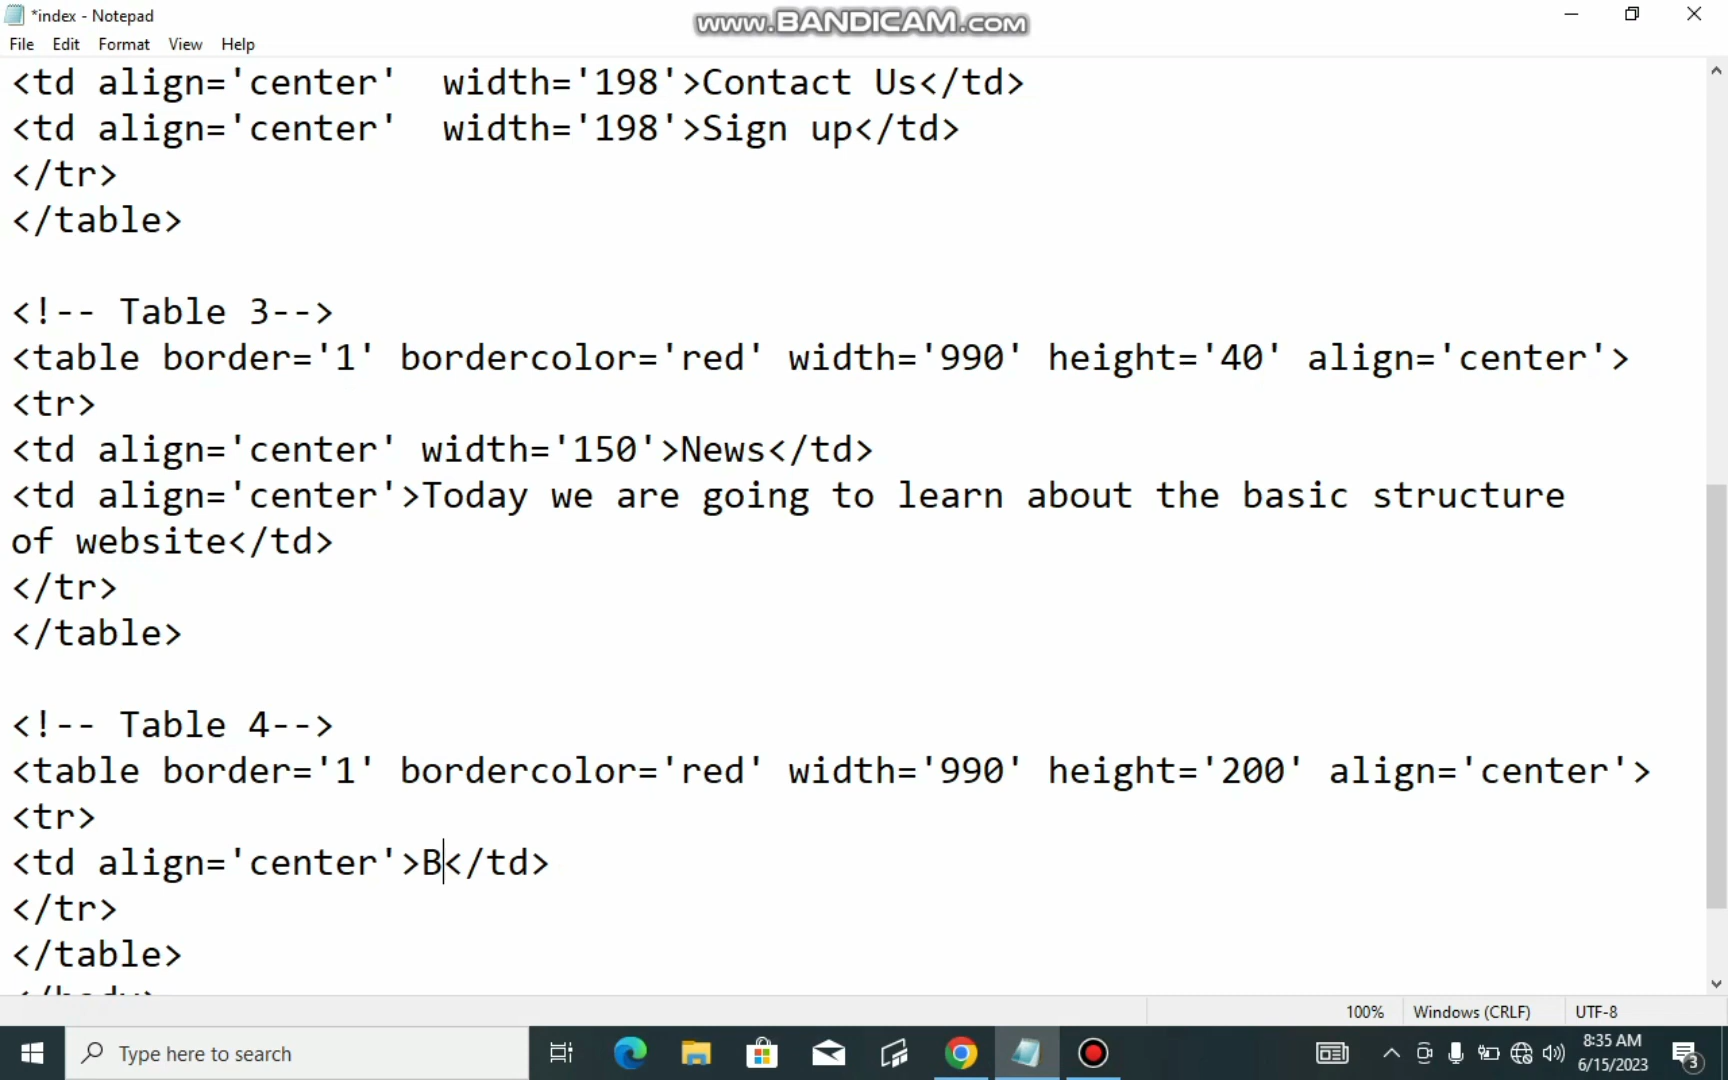 *index - Notepad
www.BANDICAM.com
File Edit Format View Help
<td align='center'  width='198'>Contact Us</td>
<td align='center'  width='198'>Sign up</td>
</tr>
</table>
<!-- Table 3-->
<table border='1' bordercolor='red' width='990' height='40' align='center'>
<tr>
<td align='center' width='150'>News</td>
<td align='center'>Today we are going to learn about the basic structure
of website</td>
</tr>
</table>
<!-- Table 4-->
<table border='1' bordercolor='red' width='990' height='200' align='center'>
<tr>
<td align='center'>B</td>
</tr>
</table>
</body>
100% Windows (CRLF) UTF-8
Type here to search
8:35 AM
6/15/2023
3